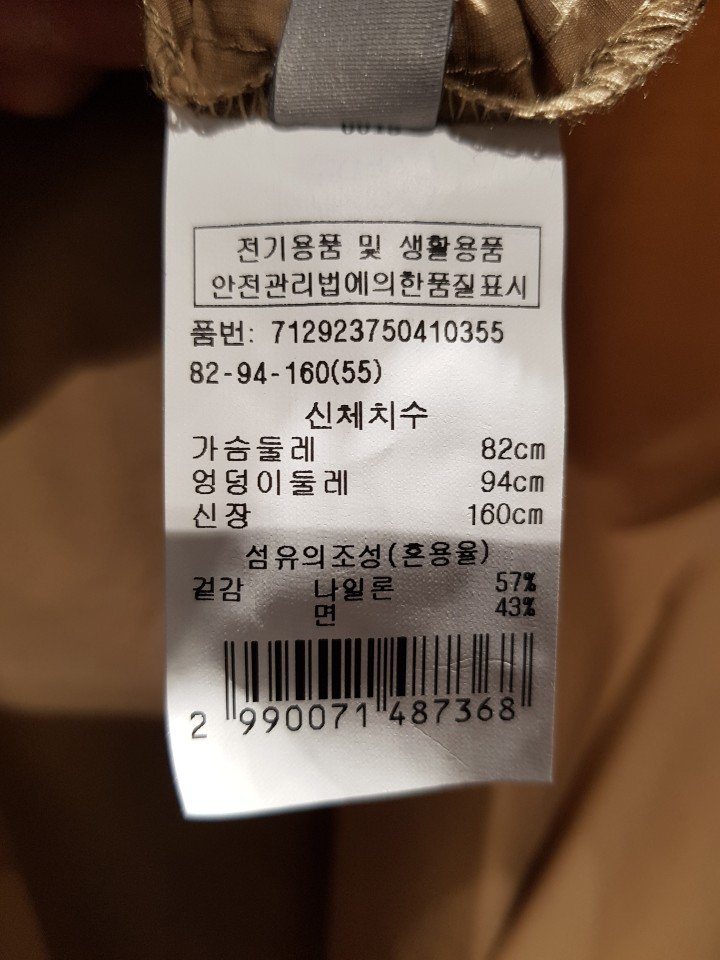 전기용품 및 생활용품
안전관리법에의한품질표시
품번: 712923750410355
82-94-160(55)
신체치수
가슴둘레 82cm
엉덩이둘레 94cm
신장 160cm
섬유의조성(혼용율)
겉감 나일론 57%
면 43%
2 990071 487368